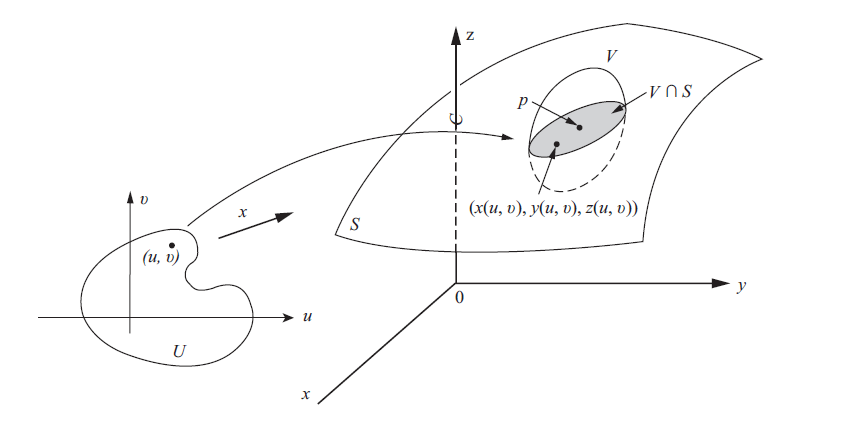 z
V
p
V ∩ S
υ
x
(x(u, υ), y(u, υ), z(u, υ))
S
(u, υ)
y
0
u
U
x